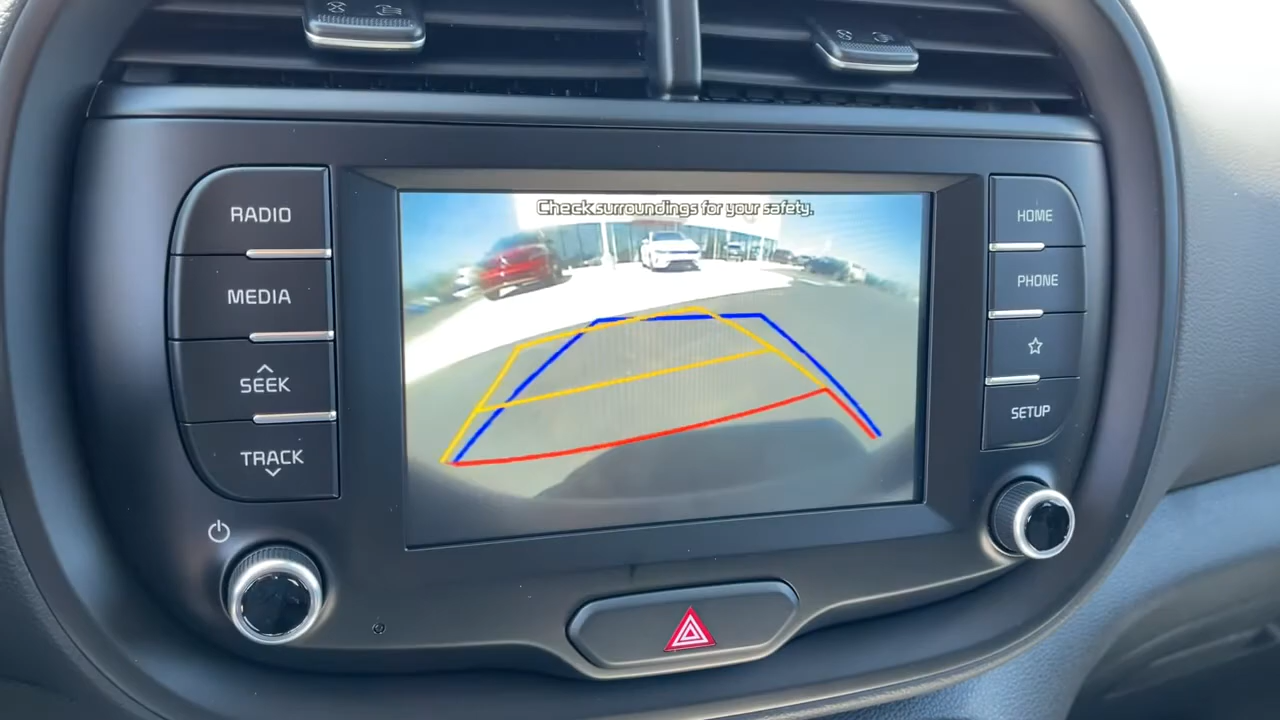 Check surroundings for your safety.
RADIO
MEDIA
SEEK
TRACK
HOME
PHONE
SETUP